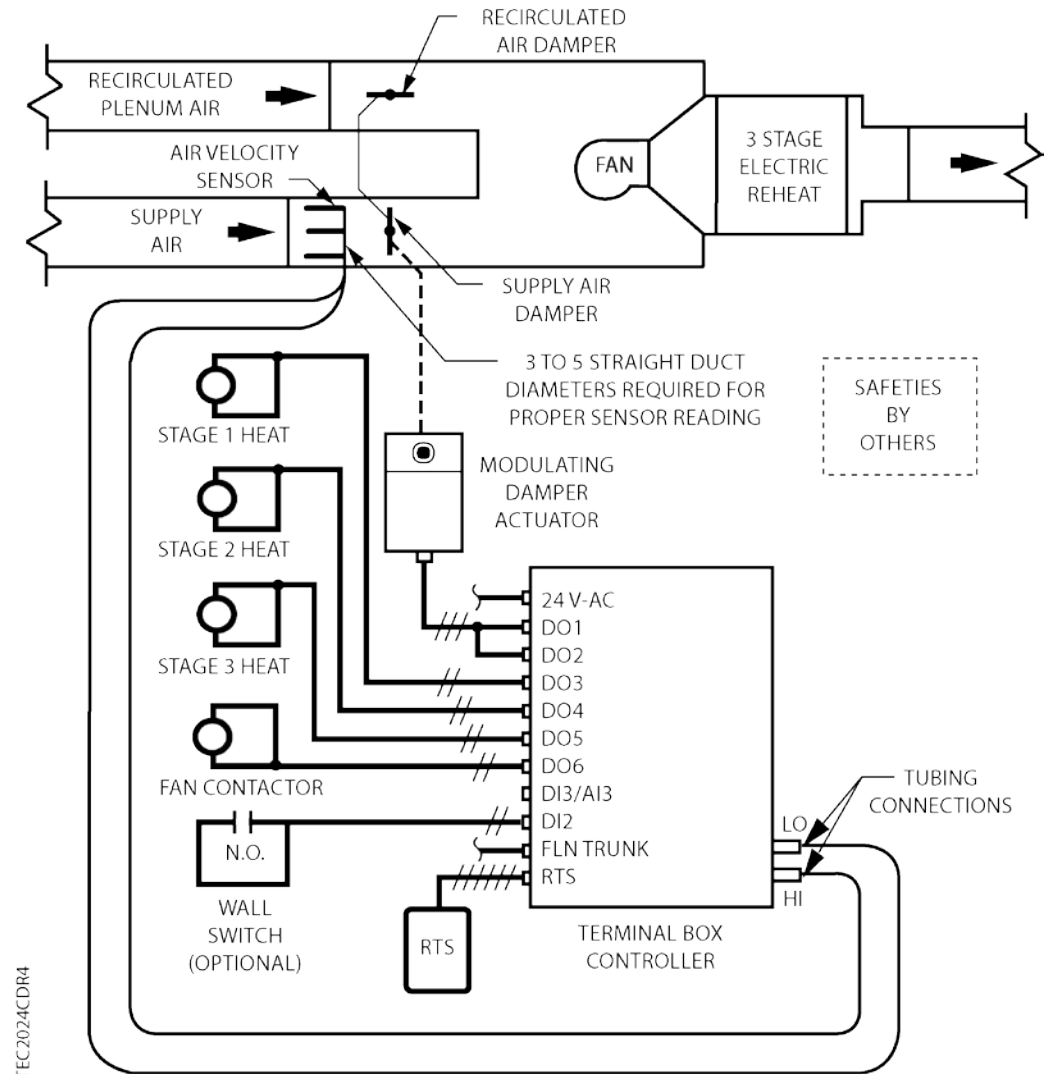 RECIRCULATED
AIR DAMPER
RECIRCULATED
PLENUM AIR
AIR VELOCITY
SENSOR
FAN
3 STAGE
ELECTRIC
REHEAT
SUPPLY
AIR
SUPPLY AIR
DAMPER
3 TO 5 STRAIGHT DUCT
DIAMETERS REQUIRED FOR
PROPER SENSOR READING
SAFETIES
BY
OTHERS
STAGE 1 HEAT
MODULATING
DAMPER
ACTUATOR
STAGE 2 HEAT
STAGE 3 HEAT
FAN CONTACTOR
24 V-AC
DO1
DO2
DO3
DO4
DO5
DO6
DI3/AI3
DI2
FLN TRUNK
RTS
N.O.
WALL
SWITCH
(OPTIONAL)
RTS
TERMINAL BOX
CONTROLLER
TUBING
CONNECTIONS
LO
HI
TEC2024CDR4